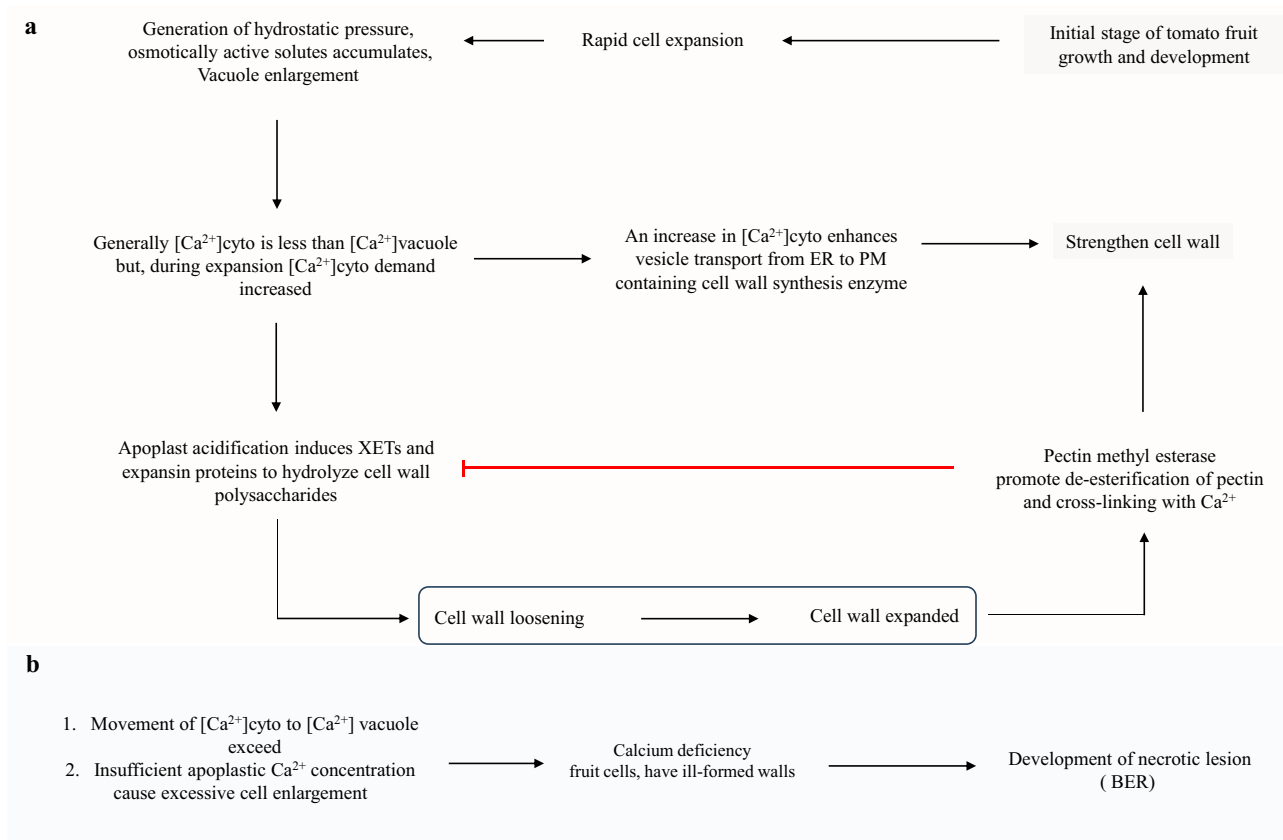 a
Generation of hydrostatic pressure,
osmotically active solutes accumulates,
Vacuole enlargement
Rapid cell expansion
Initial stage of tomato fruit
growth and development
Generally [Ca²⁺]cyto is less than [Ca²⁺]vacuole
but, during expansion [Ca²⁺]cyto demand
increased
An increase in [Ca²⁺]cyto enhances
vesicle transport from ER to PM
containing cell wall synthesis enzyme
Strengthen cell wall
Apoplast acidification induces XETs and
expansin proteins to hydrolyze cell wall
polysaccharides
Pectin methyl esterase
promote de-esterification of pectin
and cross-linking with Ca²⁺
Cell wall loosening
Cell wall expanded
b
1. Movement of [Ca²⁺]cyto to [Ca²⁺] vacuole
exceed
2. Insufficient apoplastic Ca²⁺ concentration
cause excessive cell enlargement
Calcium deficiency
fruit cells, have ill-formed walls
Development of necrotic lesion
( BER)